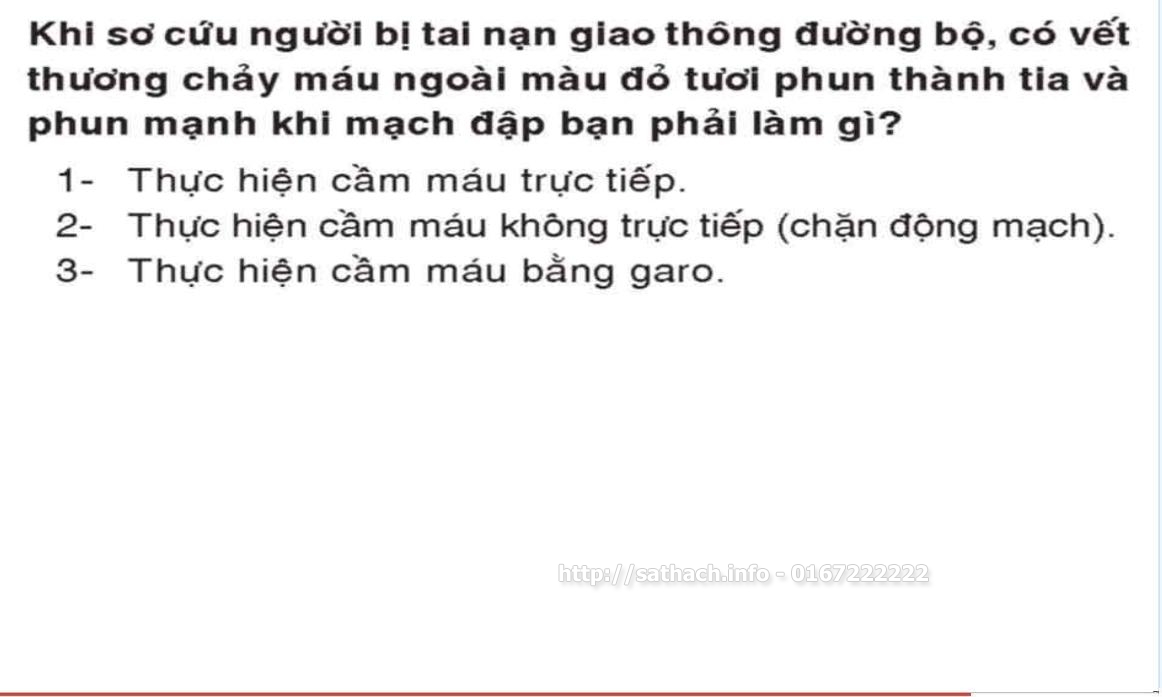 Khi sơ cứu người bị tai nạn giao thông đường bộ, có vết
thương chảy máu ngoài màu đỏ tươi phun thành tia và
phun mạnh khi mạch đập bạn phải làm gì?
1- Thực hiện cầm máu trực tiếp.
2- Thực hiện cầm máu không trực tiếp (chặn động mạch).
3- Thực hiện cầm máu bằng garo.
http://sathach.info - 0167222222